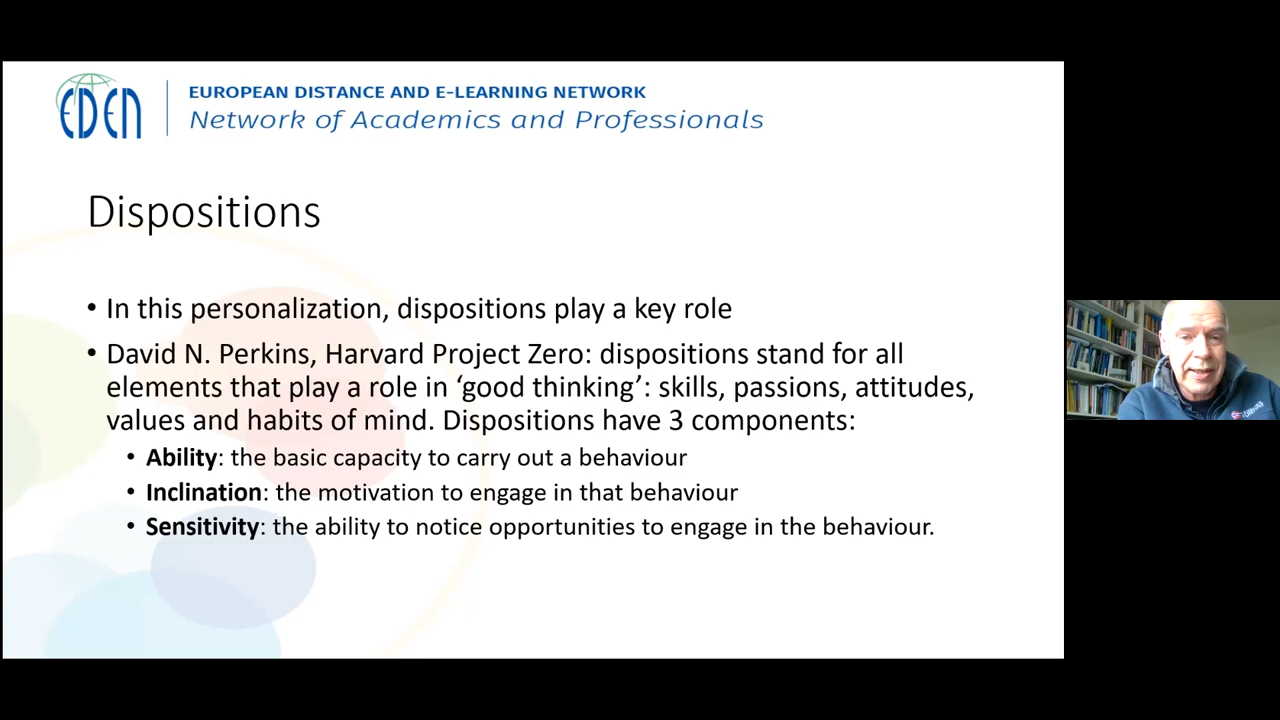 EDEN
EUROPEAN DISTANCE AND E-LEARNING NETWORK
Network of Academics and Professionals
Dispositions
• In this personalization, dispositions play a key role
• David N. Perkins, Harvard Project Zero: dispositions stand for all
elements that play a role in ‘good thinking’: skills, passions, attitudes,
values and habits of mind. Dispositions have 3 components:
• Ability: the basic capacity to carry out a behaviour
• Inclination: the motivation to engage in that behaviour
• Sensitivity: the ability to notice opportunities to engage in the behaviour.